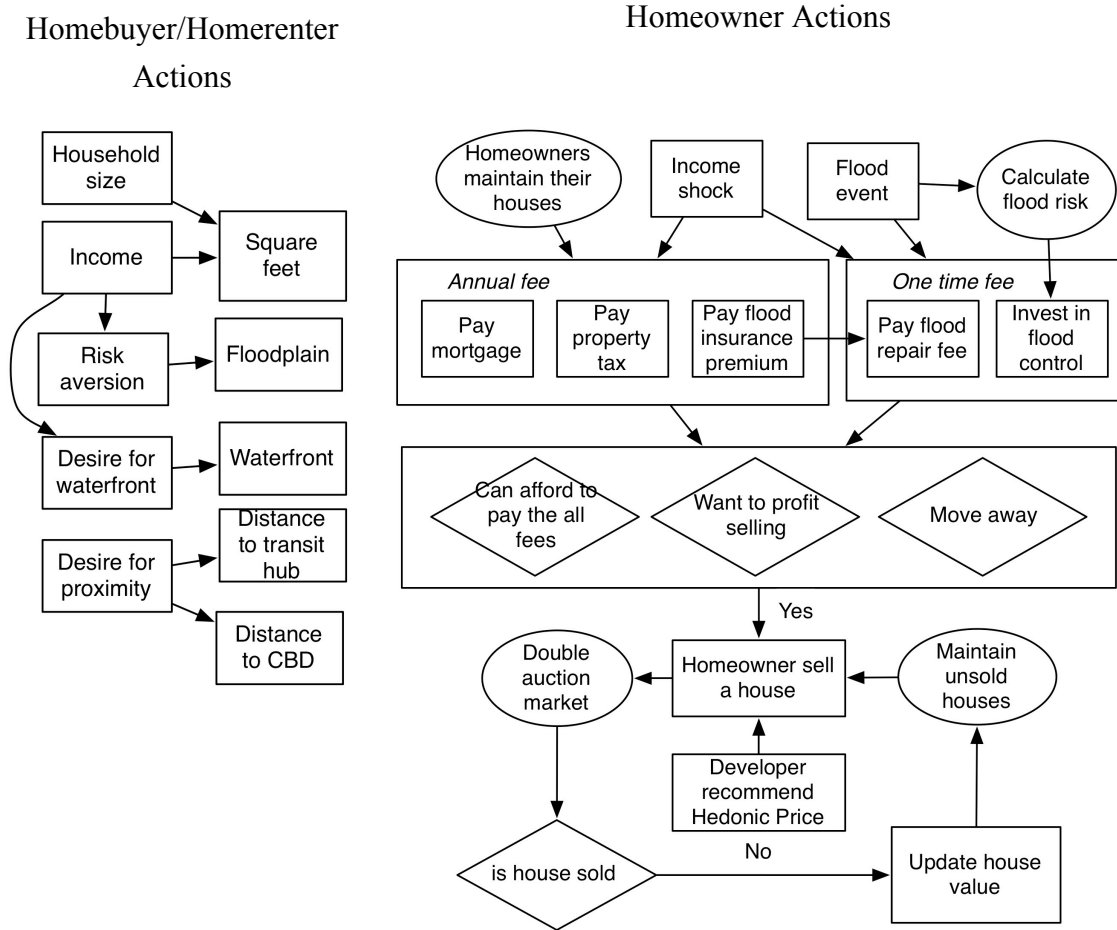 Homebuyer/Homerenter
Actions
Household
size
Income
Square
feet
Risk
aversion
Floodplain
Desire for
waterfront
Waterfront
Desire for
proximity
Distance
to transit
hub
Distance
to CBD
Homeowner Actions
Homeowners
maintain their
houses
Income
shock
Flood
event
Calculate
flood risk
Annual fee
Pay
mortgage
Pay
property
tax
Pay flood
insurance
premium
One time fee
Pay flood
repair fee
Invest in
flood
control
Can afford to
pay the all
fees
Want to profit
selling
Move away
Yes
Double
auction
market
Homeowner sell
a house
Maintain
unsold
houses
Developer
recommend
Hedonic Price
is house sold
No
Update house
value